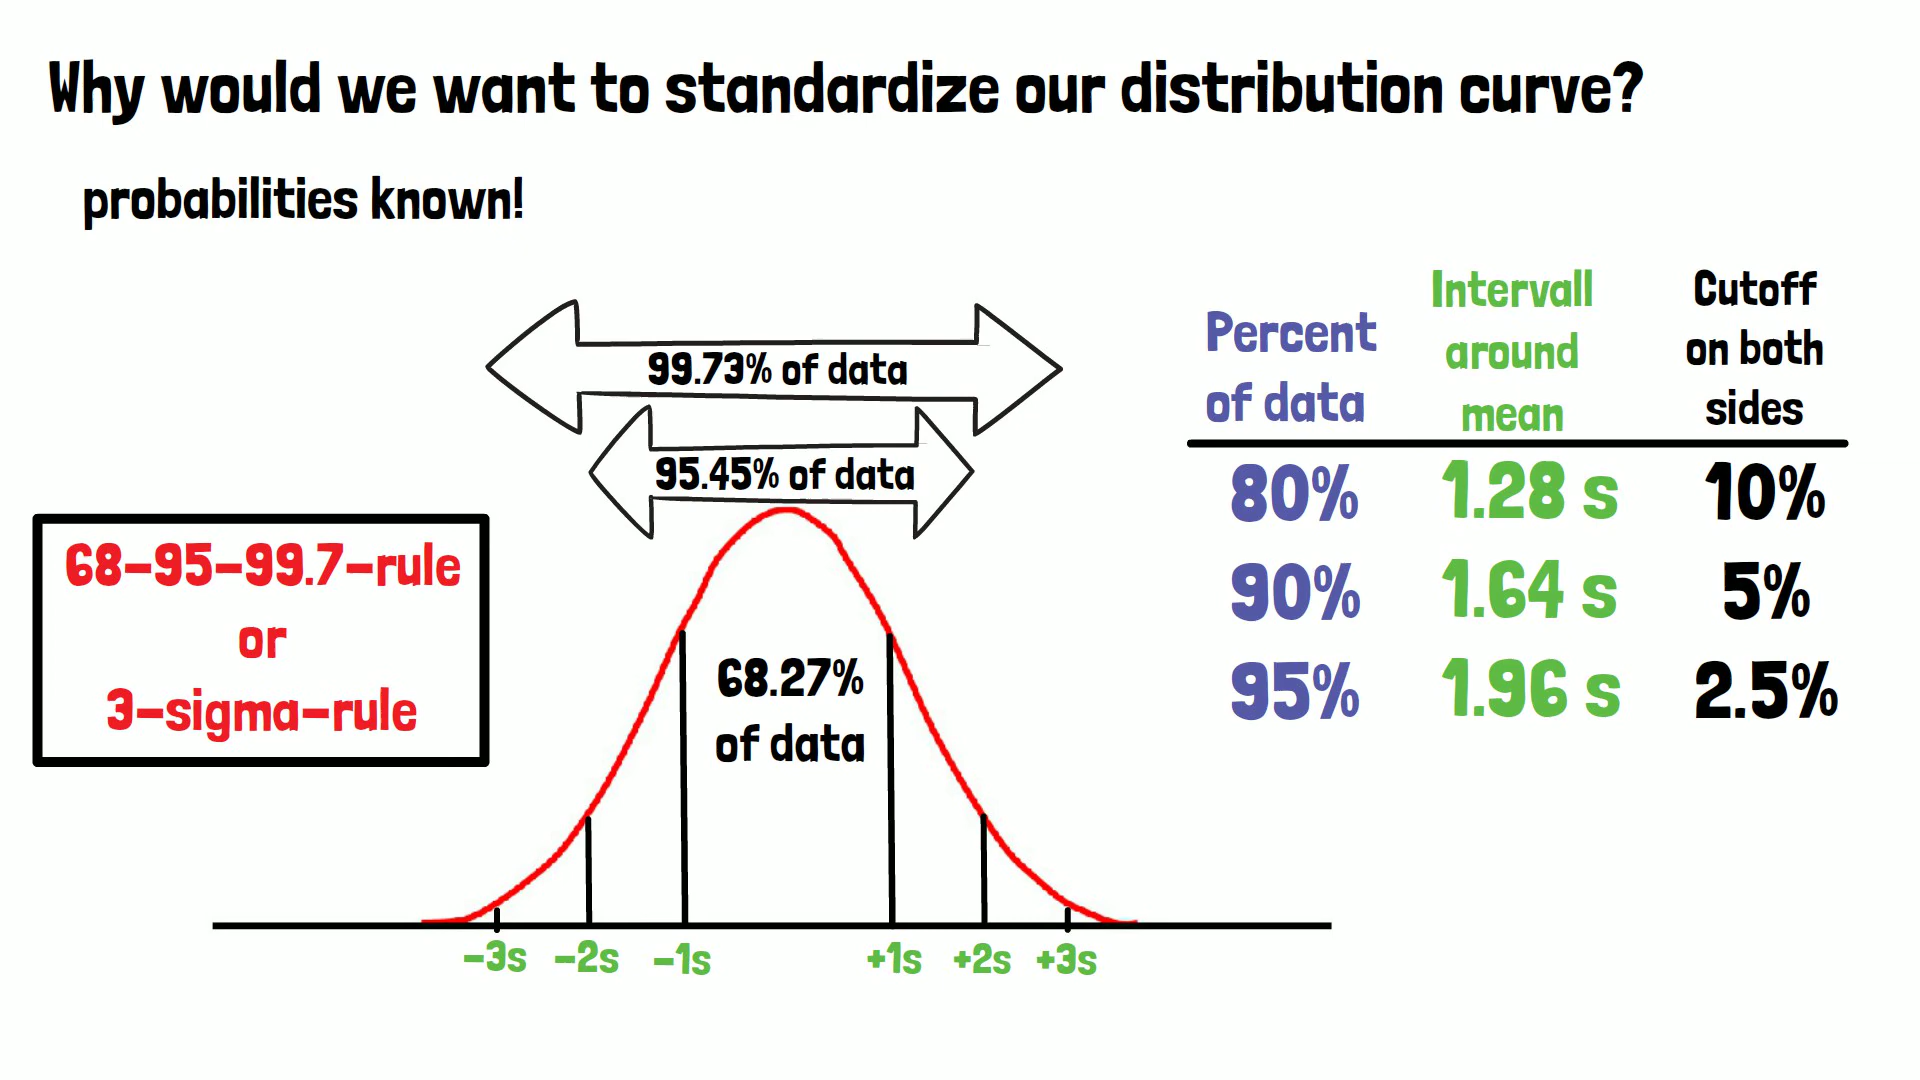 Why would we want to standardize our distribution curve?
probabilities known!
99.73% of data
95.45% of data
68-95-99.7-rule
or
3-sigma-rule
68.27%
of data
-3s -2s -1s +1s +2s +3s
Percent
of data
Intervall
around
mean
Cutoff
on both
sides
80% 1.28 s 10%
90% 1.64 s 5%
95% 1.96 s 2.5%